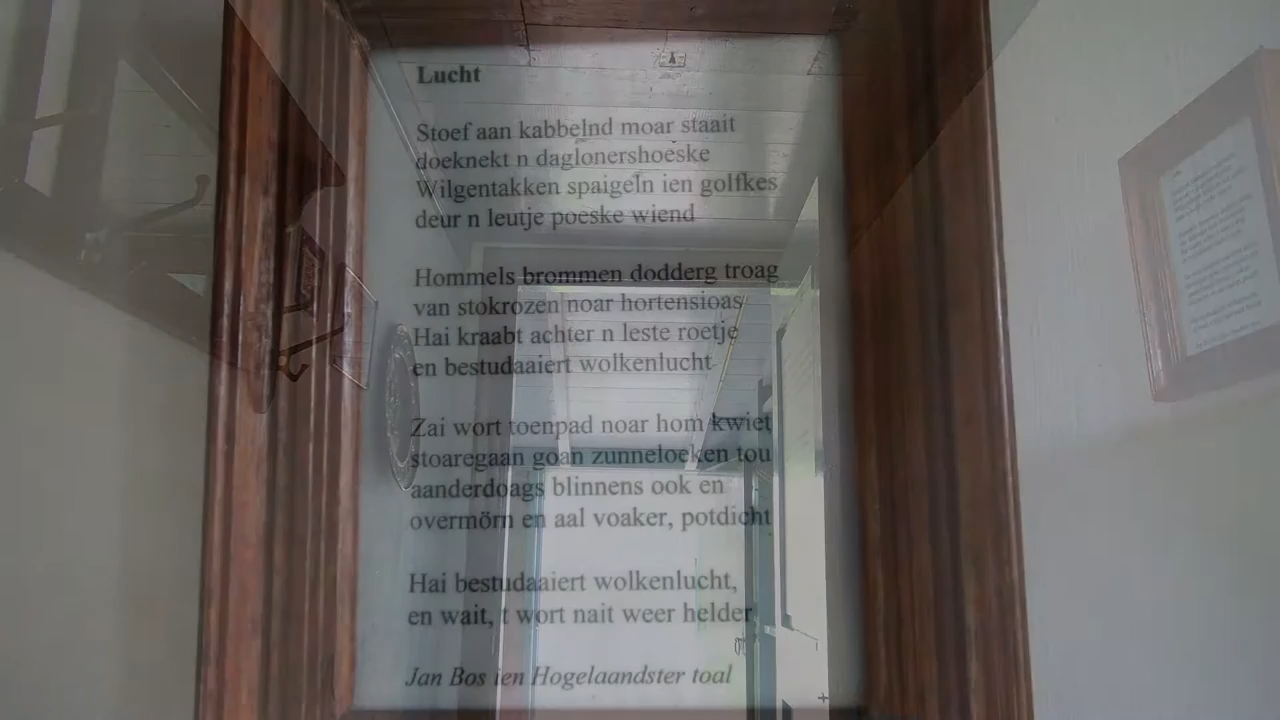 Lucht
Stoef aan kabbelnd moar staait
doeknekt n daglonershoeske
Wilgentakken spaigeln ien golfkes
deur n leutje poeske wiend
Hommels brommen dodderg troag
van stokrozen noar hortensioas
Hai kraabt achter n leste roetje
en bestudaaiert wolkenlucht
Zai wort toenpad noar hom kwiet
stoaregaan goan zunneloeken tou
aanderdoags blinnens ook en
overmörn en aal voaker, potdicht
Hai bestudaaiert wolkenlucht,
en wait, t wort nait weer helder
Jan Bos ien Hogelaandster toal